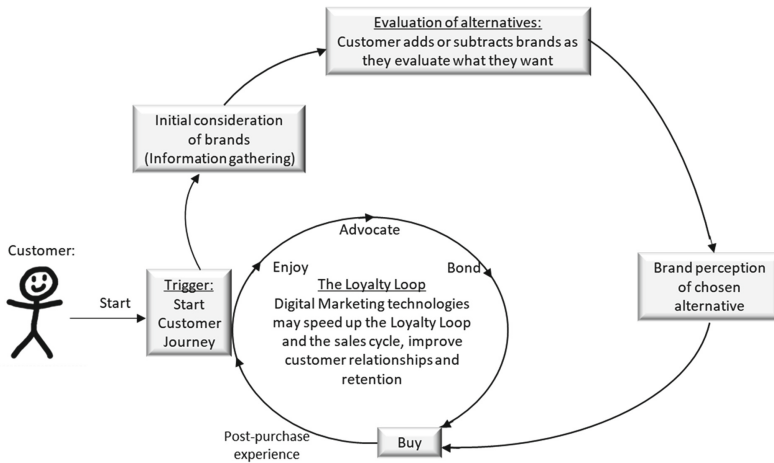 Evaluation of alternatives:
Customer adds or subtracts brands as
they evaluate what they want
Initial consideration
of brands
(Information gathering)
Customer:
Start
Trigger:
Start
Customer
Journey
Advocate
Enjoy
Bond
The Loyalty Loop
Digital Marketing technologies
may speed up the Loyalty Loop
and the sales cycle, improve
customer relationships and
retention
Brand perception
of chosen
alternative
Post-purchase
experience
Buy